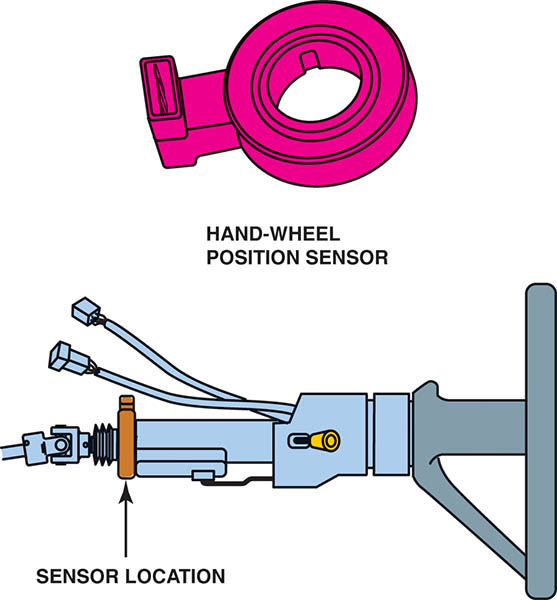 HAND-WHEEL
POSITION SENSOR
SENSOR LOCATION